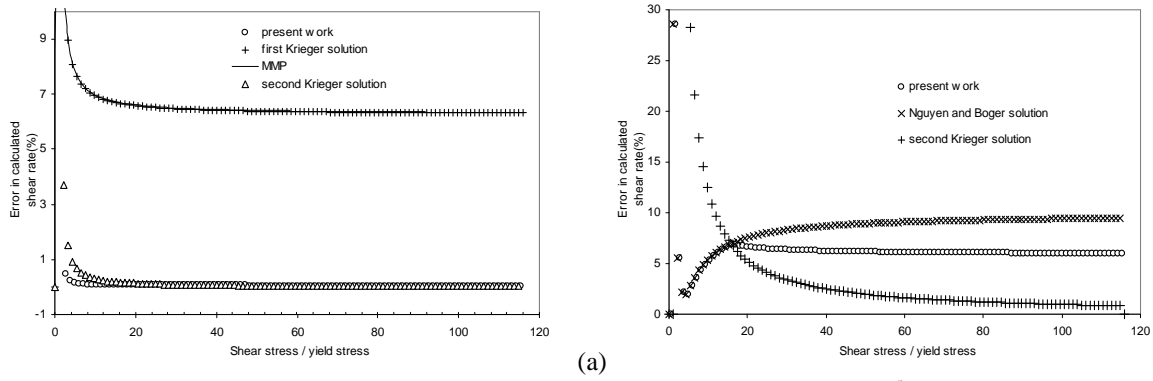 Error in calculated
shear rate(%)
9
7
5
3
1
-1
present work
first Krieger solution
MMP
second Krieger solution
0
20
40
60
80
100
120
Shear stress / yield stress
(a)
Error in calculated
shear rate(%)
30
25
20
15
10
5
0
present work
Nguyen and Boger solution
second Krieger solution
0
20
40
60
80
100
120
Shear stress / yield stress